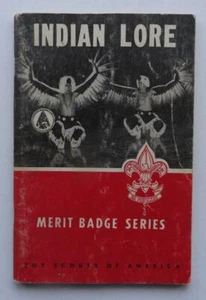 INDIAN LORE
MERIT BADGE SERIES
BOY SCOUTS OF AMERICA